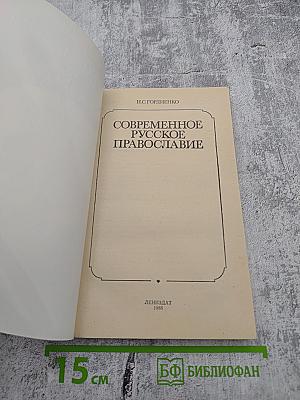 Н.С.ГОРДИЕНКО
СОВРЕМЕННОЕ
РУССКОЕ
ПРАВОСЛАВИЕ
ЛЕНИЗДАТ
1988
15 см
БФ БИБЛИОФАН